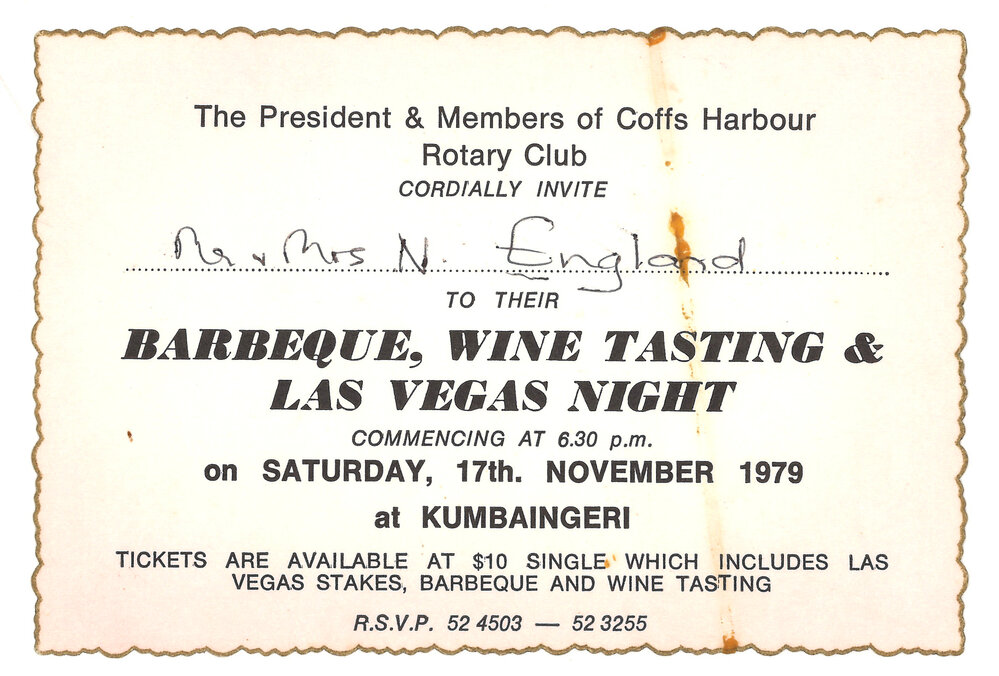 The President & Members of Coffs Harbour
Rotary Club
CORDIALLY INVITE
Mr & Mrs N. England
TO THEIR
BARBEQUE, WINE TASTING &
LAS VEGAS NIGHT
COMMENCING AT 6.30 p.m.
on SATURDAY, 17th. NOVEMBER 1979
at KUMBAINGERI
TICKETS ARE AVAILABLE AT $10 SINGLE WHICH INCLUDES LAS
VEGAS STAKES, BARBEQUE AND WINE TASTING
R.S.V.P. 52 4503 — 52 3255